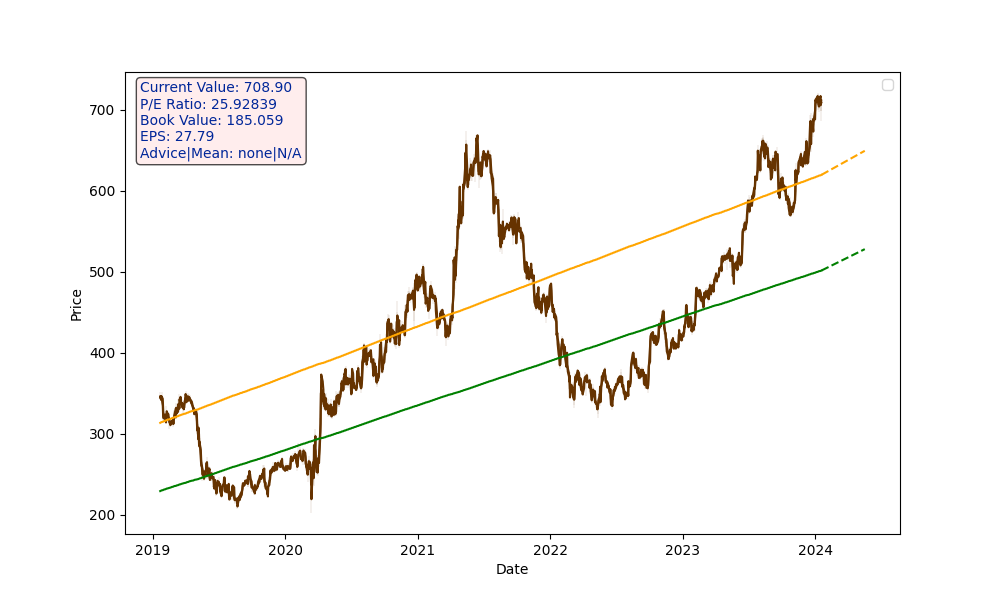 Current Value: 708.90
P/E Ratio: 25.92839
Book Value: 185.059
EPS: 27.79
Advice|Mean: none|N/A
700
600
500
400
300
200
Price
2019 2020 2021 2022 2023 2024
Date